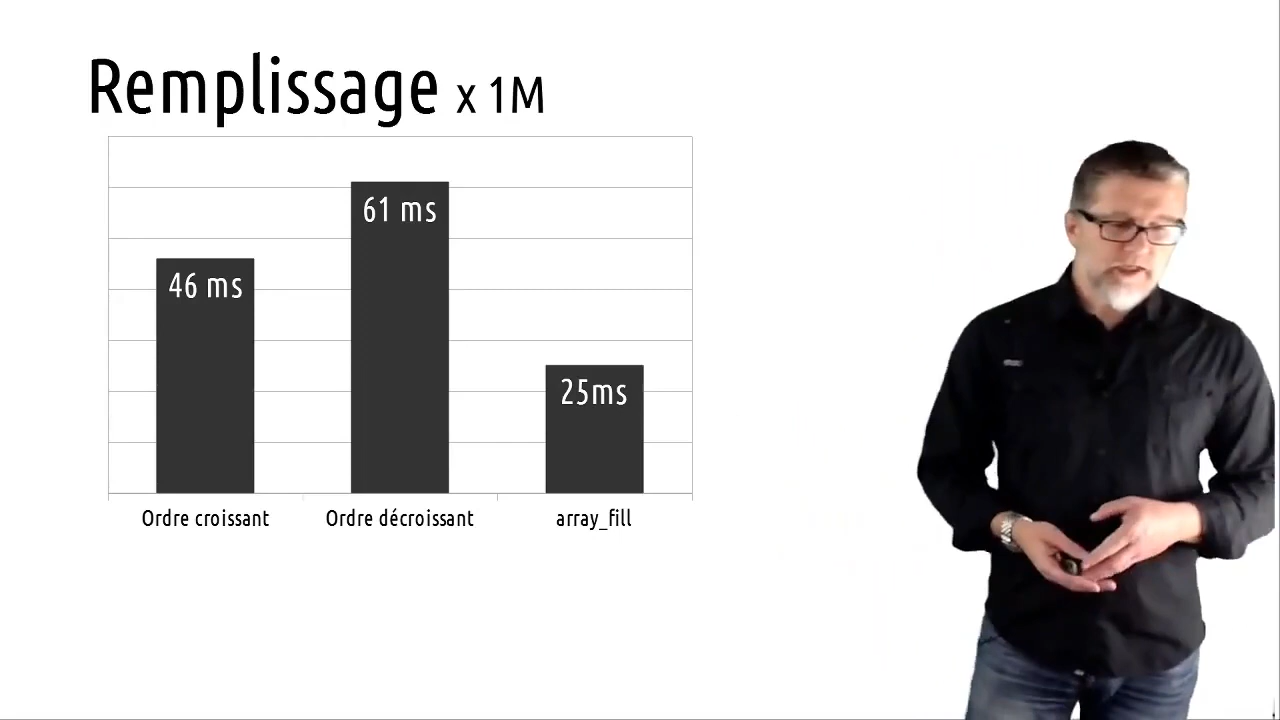 Remplissage x 1M
61 ms
46 ms
25ms
Ordre croissant
Ordre décroissant
array_fill